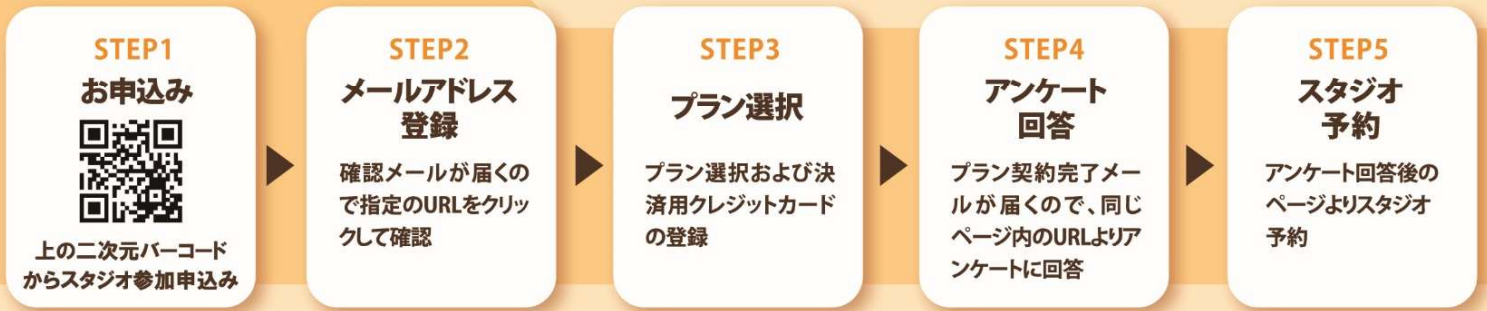 STEP1
お申込み
上の二次元バーコード
からスタジオ参加申込み
STEP2
メールアドレス
登録
確認メールが届くの
で指定のURLをクリッ
クして確認
STEP3
プラン選択
プラン選択および決
済用クレジットカード
の登録
STEP4
アンケート
回答
プラン契約完了メー
ルが届くので、同じ
ページ内のURLよりア
ンケートに回答
STEP5
スタジオ
予約
アンケート回答後の
ページよりスタジオ
予約